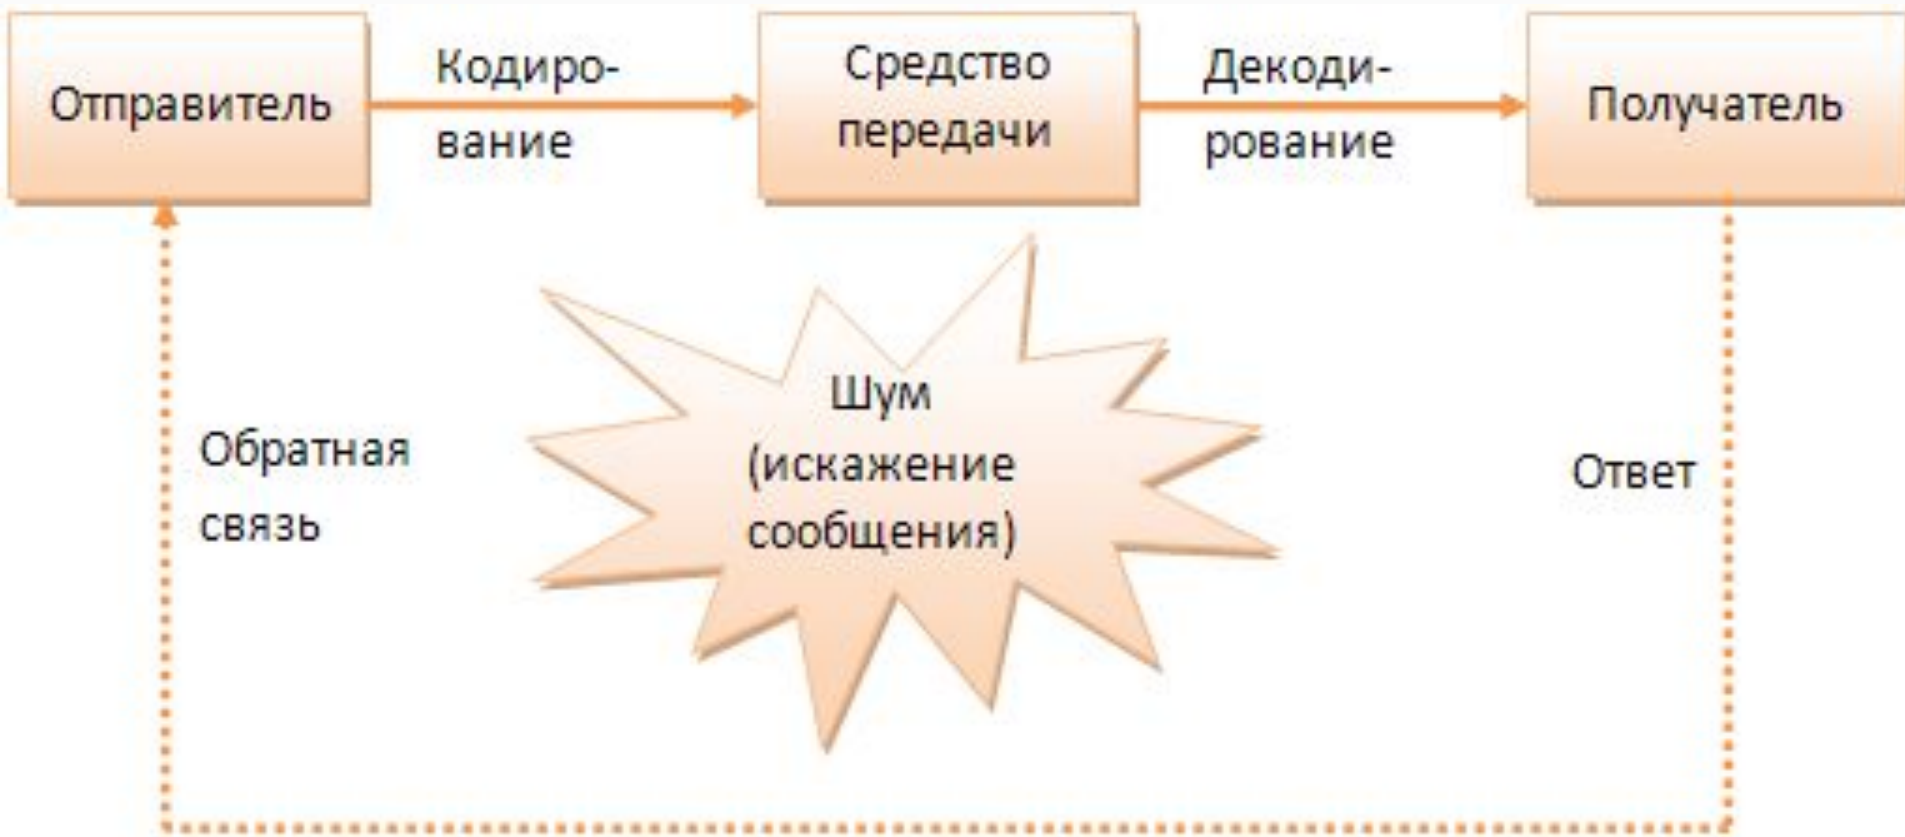 Отправитель
Кодиро-
вание
Средство
передачи
Декоди-
рование
Получатель
Шум
(искажение
сообщения)
Обратная
связь
Ответ